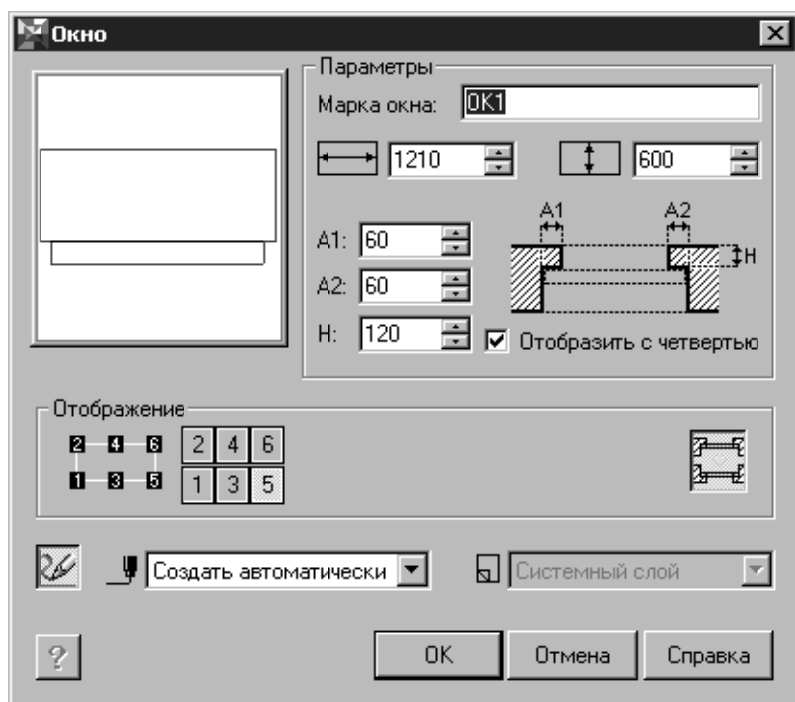 Окно
Параметры
Марка окна: ОК1
1210 600
A1 A2
A1: 60
H
A2: 60
H: 120 Отобразить с четвертью
Отображение
2 4 6 2 4 6
1 3 5 1 3 5
Создать автоматически Системный слой
? OK Отмена Справка